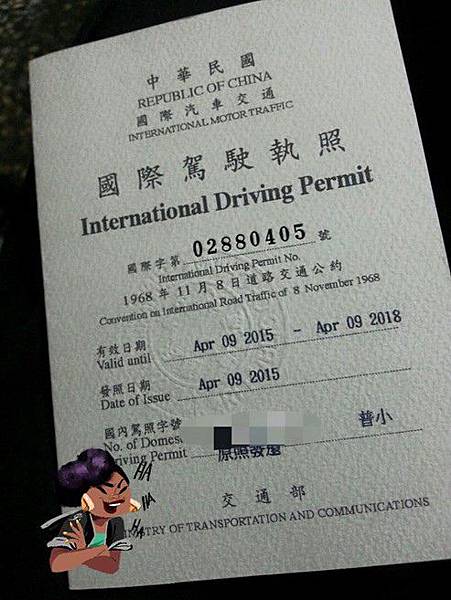 中華民國
REPUBLIC OF CHINA
國際汽車交通
INTERNATIONAL MOTOR TRAFFIC
國際駕駛執照
International Driving Permit
國際字第 02880405 號
International Driving Permit No.
1968 年 11 月 8 日道路交通公約
Convention on International Road Traffic of 8 November 1968
有效日期
Valid until Apr 09 2015 - Apr 09 2018
發照日期
Date of Issue Apr 09 2015
國內駕照字號 普小
No. of Domes
Driving Permit 原照發還
交通部
MINISTRY OF TRANSPORTATION AND COMMUNICATIONS
HA
HA
HA